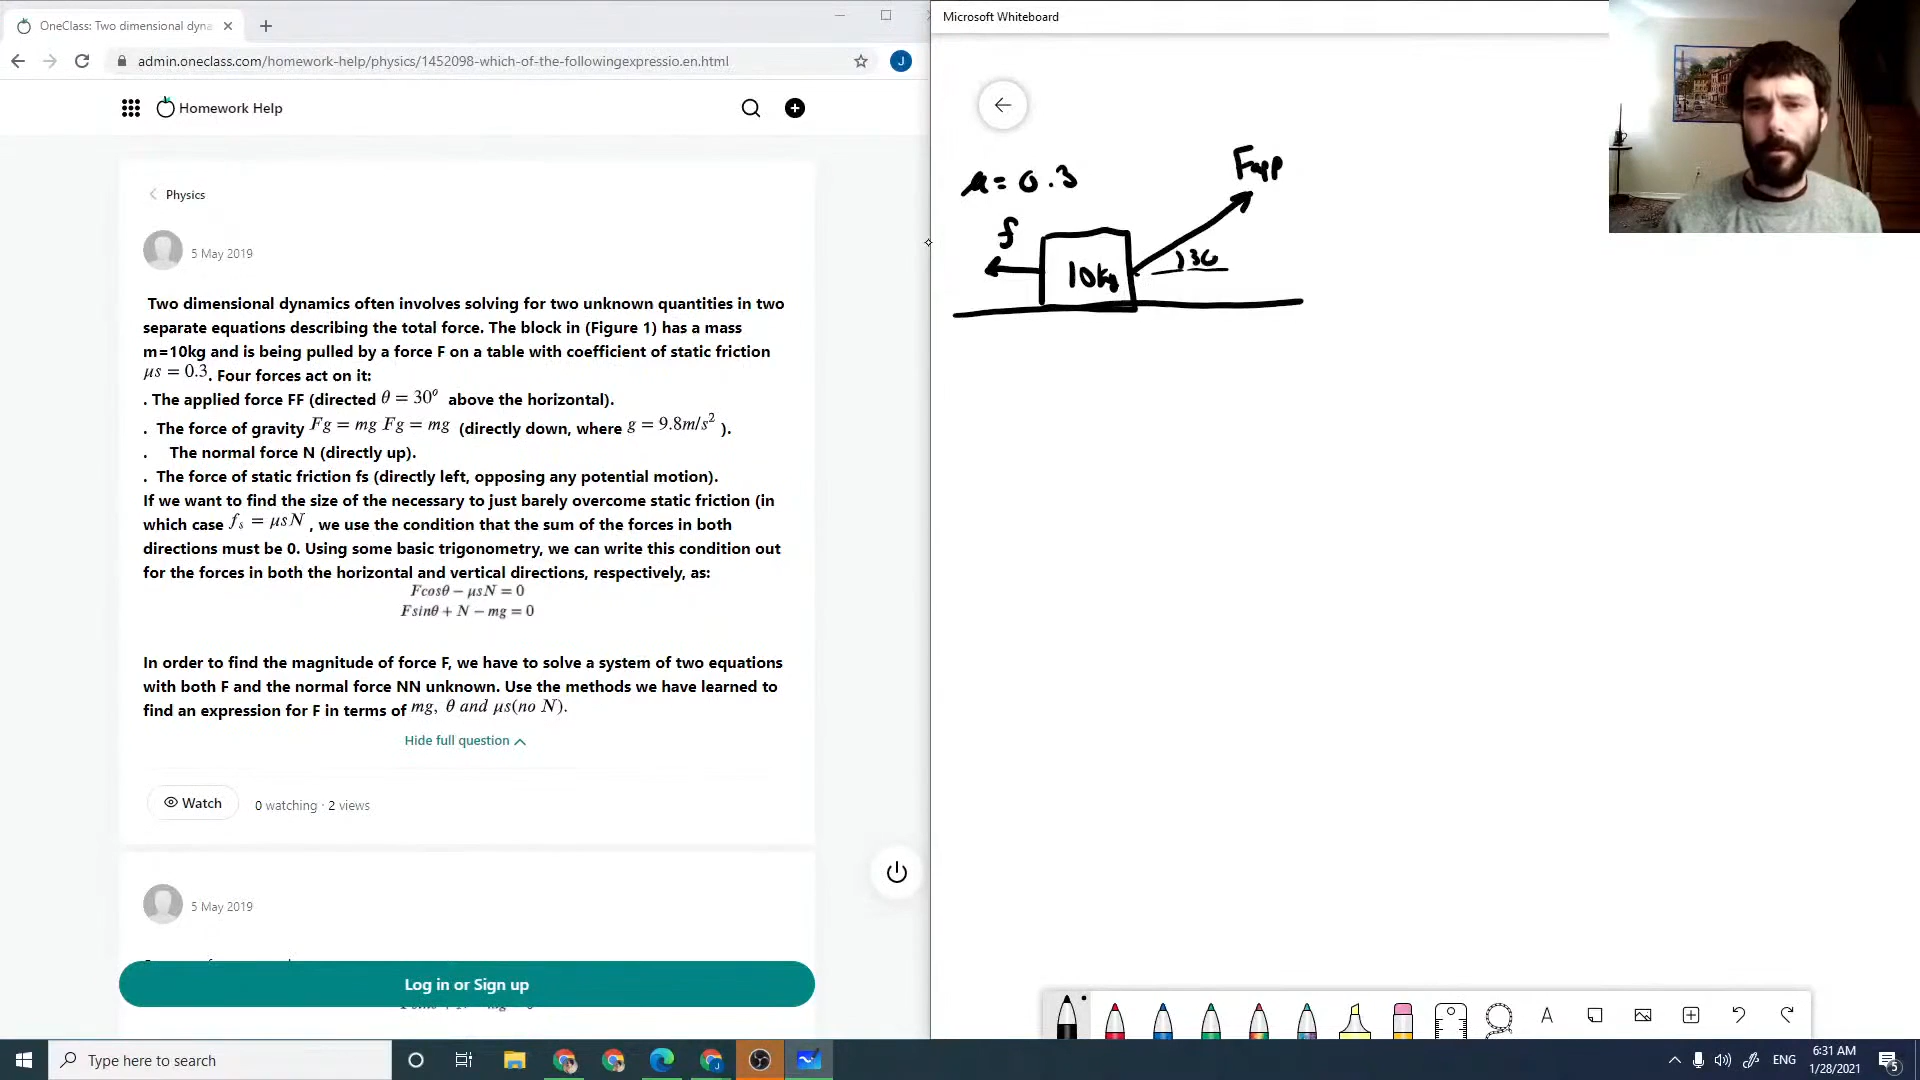 OneClass: Two dimensional dyna
admin.oneclass.com/homework-help/physics/1452098-which-of-the-followingexpressio.en.html
J
Homework Help
Physics
5 May 2019
Two dimensional dynamics often involves solving for two unknown quantities in two
separate equations describing the total force. The block in (Figure 1) has a mass
m=10kg and is being pulled by a force F on a table with coefficient of static friction
μs = 0.3. Four forces act on it:
. The applied force FF (directed θ = 30° above the horizontal).
. The force of gravity Fg = mg Fg = mg (directly down, where g = 9.8m/s² ).
. The normal force N (directly up).
. The force of static friction fs (directly left, opposing any potential motion).
If we want to find the size of the necessary to just barely overcome static friction (in
which case fₛ = μsN , we use the condition that the sum of the forces in both
directions must be 0. Using some basic trigonometry, we can write this condition out
for the forces in both the horizontal and vertical directions, respectively, as:
Fcosθ − μsN = 0
Fsinθ + N − mg = 0
In order to find the magnitude of force F, we have to solve a system of two equations
with both F and the normal force NN unknown. Use the methods we have learned to
find an expression for F in terms of mg, θ and μs(no N).
Hide full question
Watch
0 watching · 2 views
5 May 2019
Log in or Sign up
Microsoft Whiteboard
μ = 0.3
Fapp
f
10kg
30
A
Type here to search
J
ENG
6:31 AM
1/28/2021
5